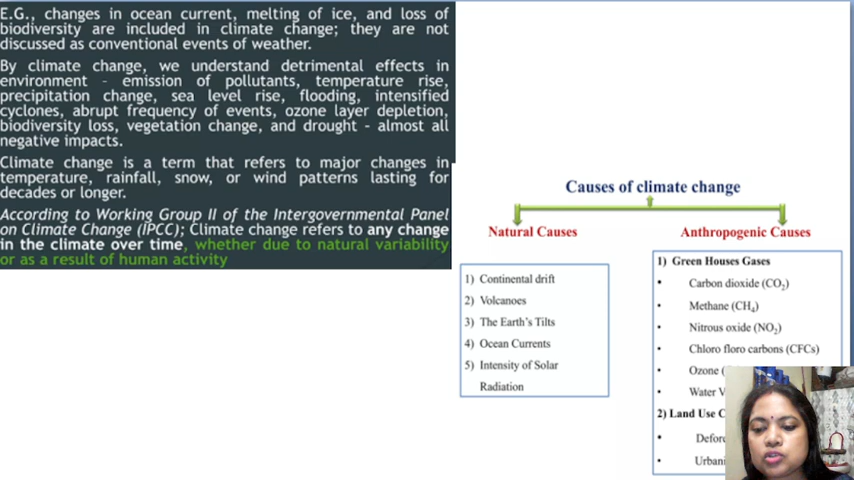 E.G., changes in ocean current, melting of ice, and loss of
biodiversity are included in climate change; they are not
discussed as conventional events of weather.
By climate change, we understand detrimental effects in
environment - emission of pollutants, temperature rise,
precipitation change, sea level rise, flooding, intensified
cyclones, abrupt frequency of events, ozone layer depletion,
biodiversity loss, vegetation change, and drought - almost all
negative impacts.
Climate change is a term that refers to major changes in
temperature, rainfall, snow, or wind patterns lasting for
decades or longer.
According to Working Group II of the Intergovernmental Panel
on Climate Change (IPCC); Climate change refers to any change
in the climate over time, whether due to natural variability
or as a result of human activity
Causes of climate change
Natural Causes
1) Continental drift
2) Volcanoes
3) The Earth's Tilts
4) Ocean Currents
5) Intensity of Solar
Radiation
Anthropogenic Causes
1) Green Houses Gases
• Carbon dioxide (CO₂)
• Methane (CH₄)
• Nitrous oxide (NO₂)
• Chloro floro carbons (CFCs)
• Ozone (
• Water V
2) Land Use C
• Defore
• Urbani